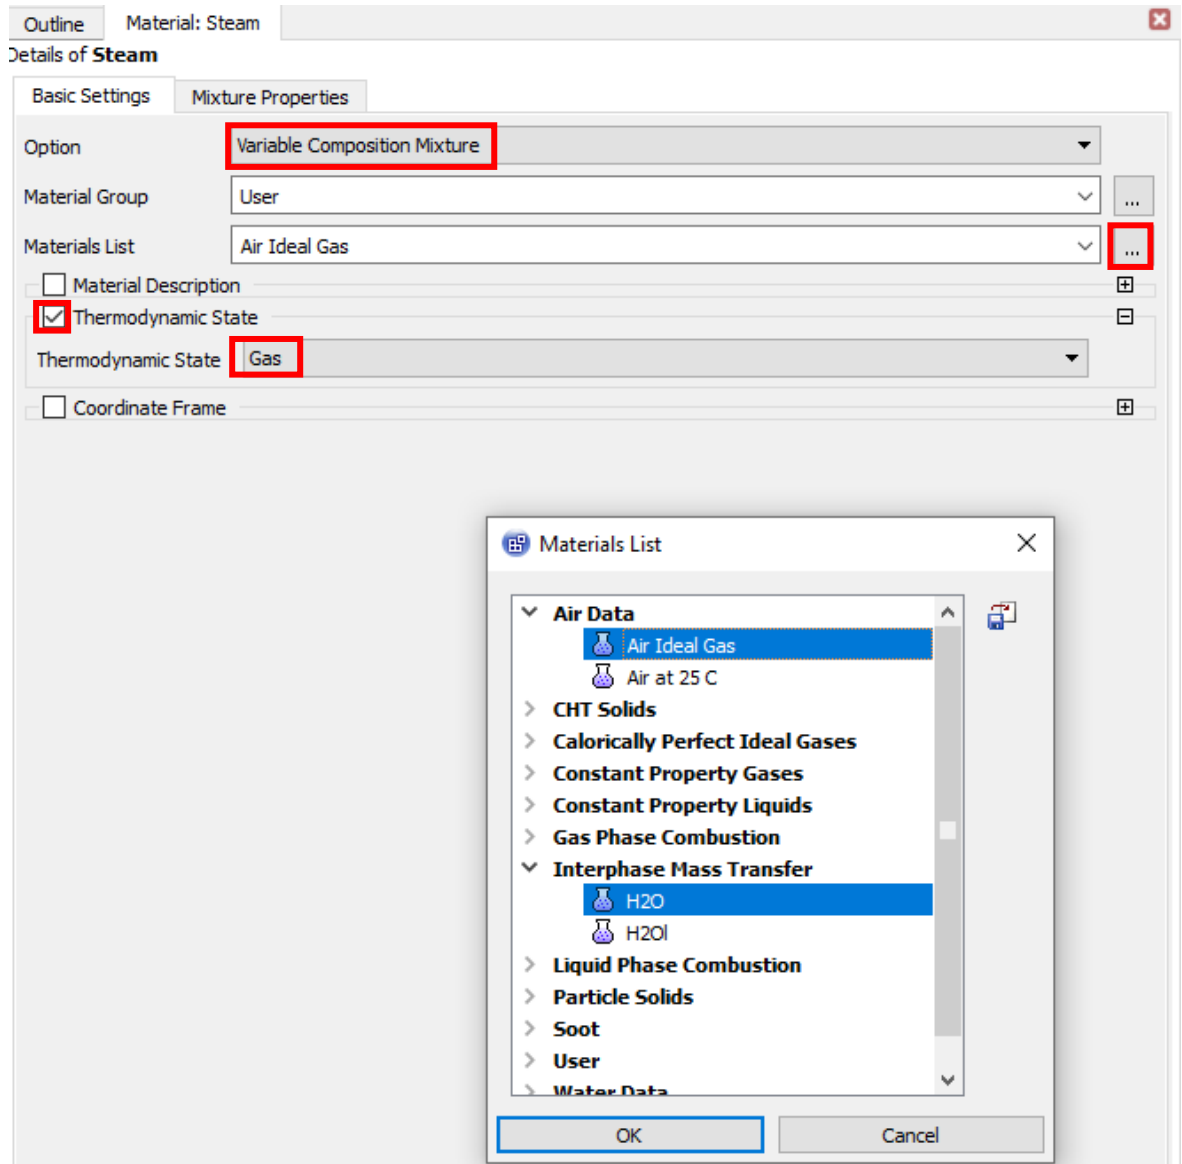 Outline Material: Steam
Details of Steam
Basic Settings Mixture Properties
Option Variable Composition Mixture
Material Group User ...
Materials List Air Ideal Gas ...
Material Description
Thermodynamic State
Thermodynamic State Gas
Coordinate Frame
Materials List
Air Data
Air Ideal Gas
Air at 25 C
CHT Solids
Calorically Perfect Ideal Gases
Constant Property Gases
Constant Property Liquids
Gas Phase Combustion
Interphase Mass Transfer
H2O
H2Ol
Liquid Phase Combustion
Particle Solids
Soot
User
Water Data
OK Cancel